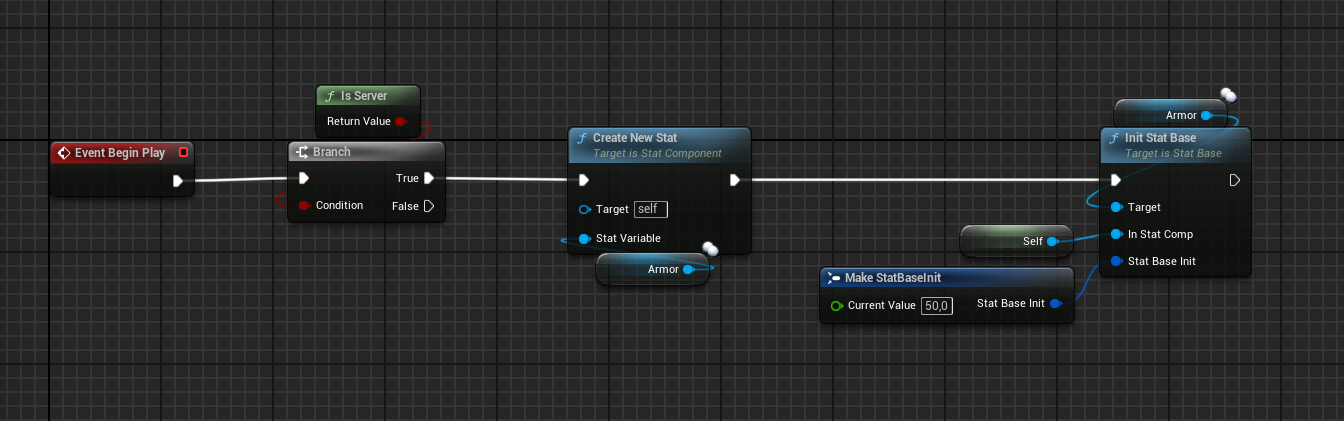 Event Begin Play
f Is Server
Return Value
Branch
True
Condition
False
f Create New Stat
Target is Stat Component
Target self
Stat Variable
Armor
Make StatBaseInit
Current Value 50,0
Stat Base Init
Self
Armor
f Init Stat Base
Target is Stat Base
Target
In Stat Comp
Stat Base Init